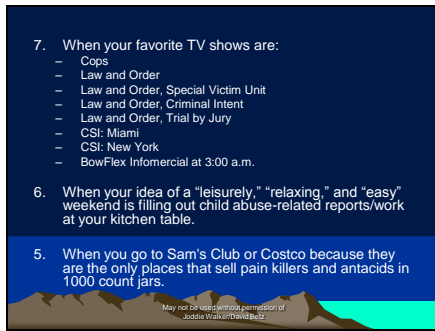 7. When your favorite TV shows are:
– Cops
– Law and Order
– Law and Order, Special Victim Unit
– Law and Order, Criminal Intent
– Law and Order, Trial by Jury
– CSI: Miami
– CSI: New York
– BowFlex Infomercial at 3:00 a.m.
6. When your idea of a “leisurely,” “relaxing,” and “easy”
weekend is filling out child abuse-related reports/work
at your kitchen table.
5. When you go to Sam's Club or Costco because they
are the only places that sell pain killers and antacids in
1000 count jars.
May not be used without permission of
Joddie Walker/David Betz